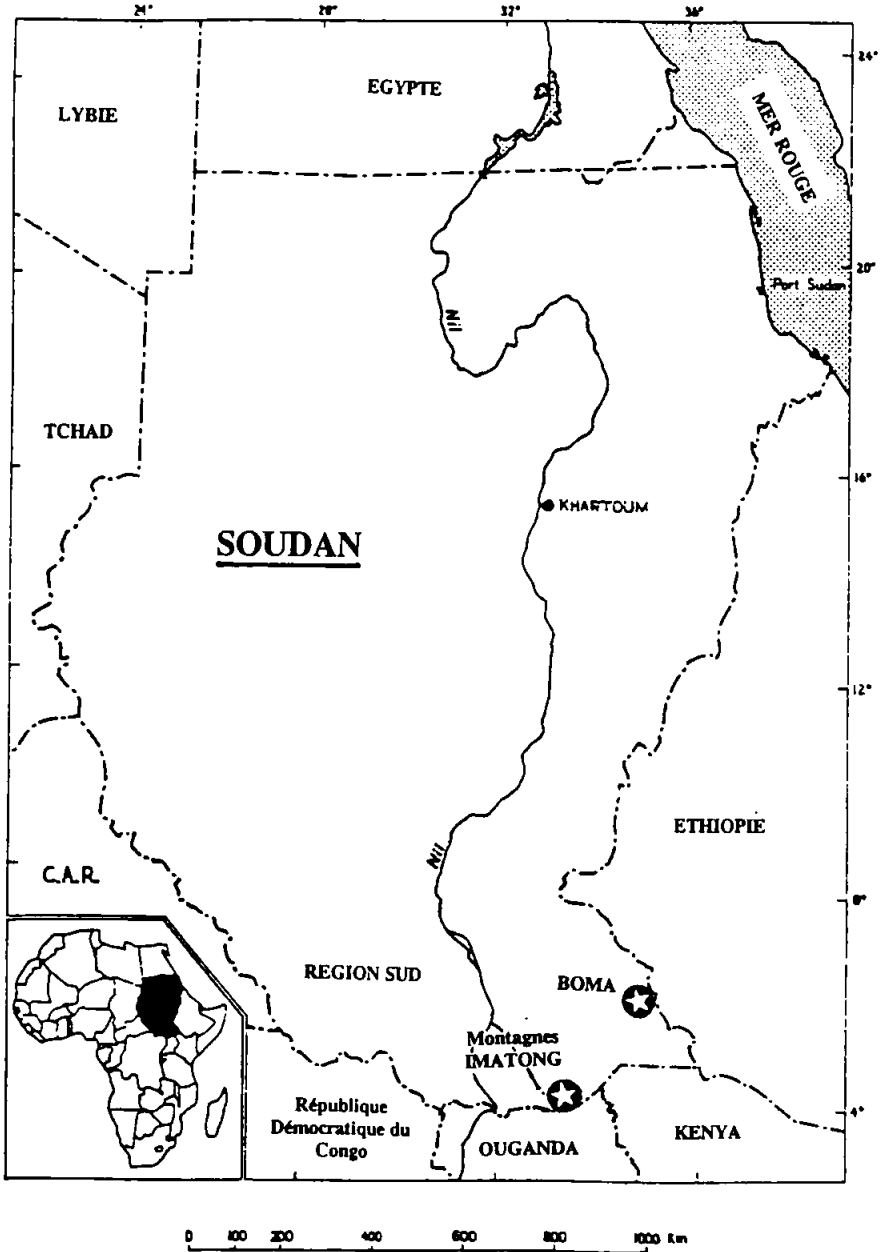 24° 28 32 36°
24°
EGYPTE
LYBIE
MER ROUGE
20°
Port Sudan
Nil
TCHAD
16°
KHARTOUM
SOUDAN
12°
ETHIOPIE
Nil
C.A.R.
8°
REGION SUD
BOMA
Montagnes
IMATONG
4°
République
Démocratique du
Congo
OUGANDA
KENYA
0 100 200 400 600 800 1000 Km